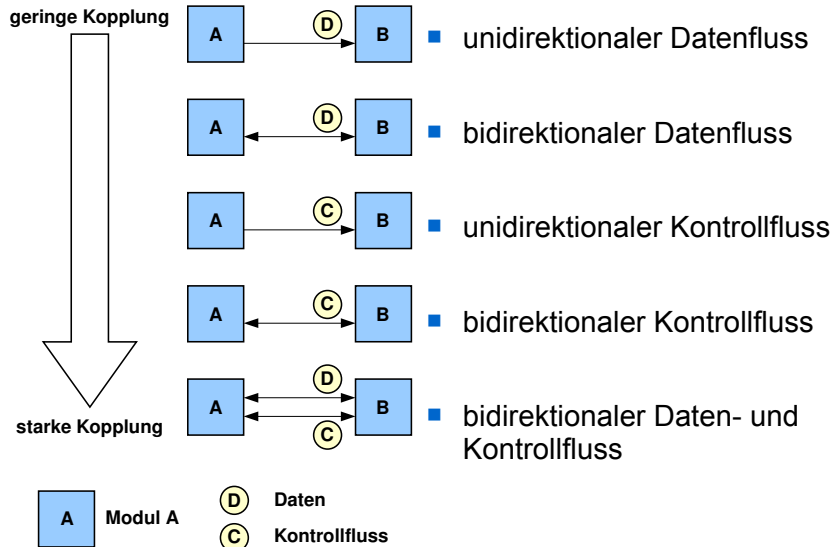 geringe Kopplung
A
D
B
unidirektionaler Datenfluss
A
D
B
bidirektionaler Datenfluss
A
C
B
unidirektionaler Kontrollfluss
A
C
B
bidirektionaler Kontrollfluss
A
D
C
B
bidirektionaler Daten- und
Kontrollfluss
starke Kopplung
A
Modul A
D
Daten
C
Kontrollfluss